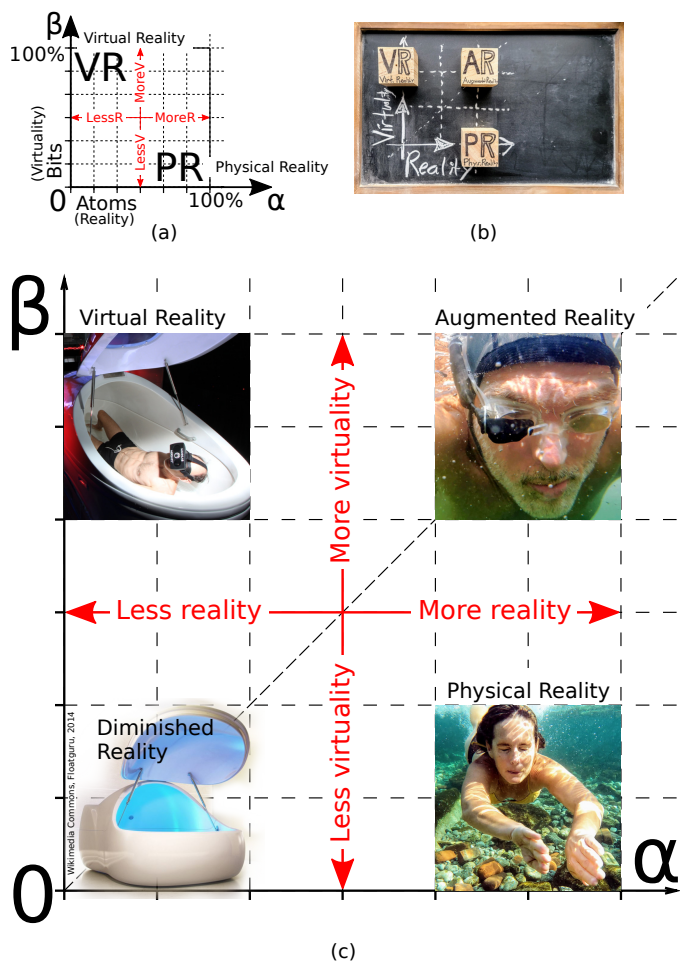 β
Virtual Reality
100%
VR
MoreV
LessR
MoreR
(Virtuality)
Bits
LessV
PR
Physical Reality
0
Atoms
(Reality)
100%
α
(a)
VR
Virt. Reality
AR
Augment.Reality
PR
Phys. Reality
Virtuality
Reality
(b)
β
Virtual Reality
Augmented Reality
More virtuality
Less reality
More reality
Less virtuality
Physical Reality
Diminished
Reality
Wikimedia Commons, Floatguru, 2014
0
α
(c)